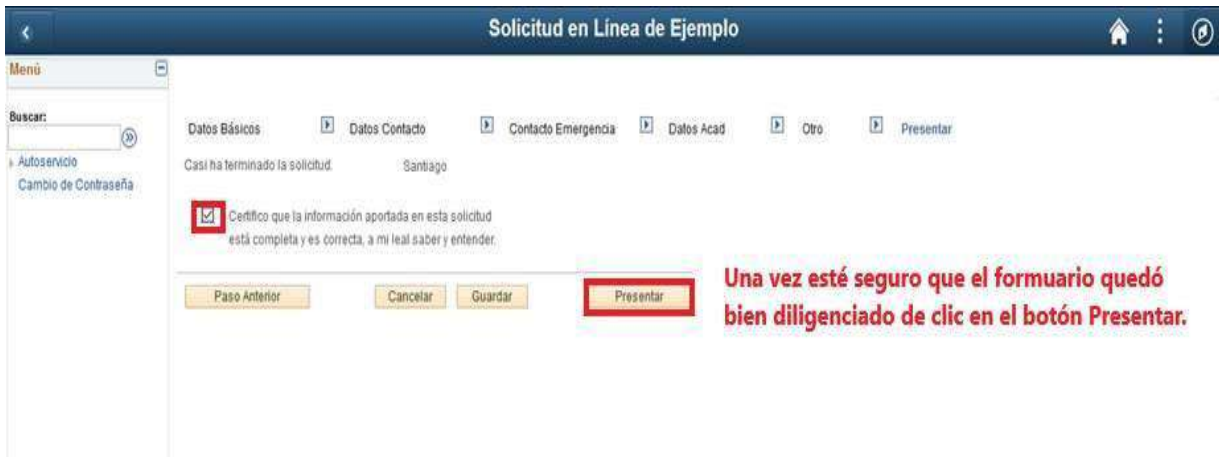 Solicitud en Línea de Ejemplo
Menú
Buscar:
Autoservicio
Cambio de Contraseña
Datos Básicos Datos Contacto Contacto Emergencia Datos Acad Otro Presentar
Casi ha terminado la solicitud. Santiago
Certifico que la información aportada en esta solicitud
está completa y es correcta, a mi leal saber y entender.
Paso Anterior Cancelar Guardar Presentar
Una vez esté seguro que el formuario quedó
bien diligenciado de clic en el botón Presentar.